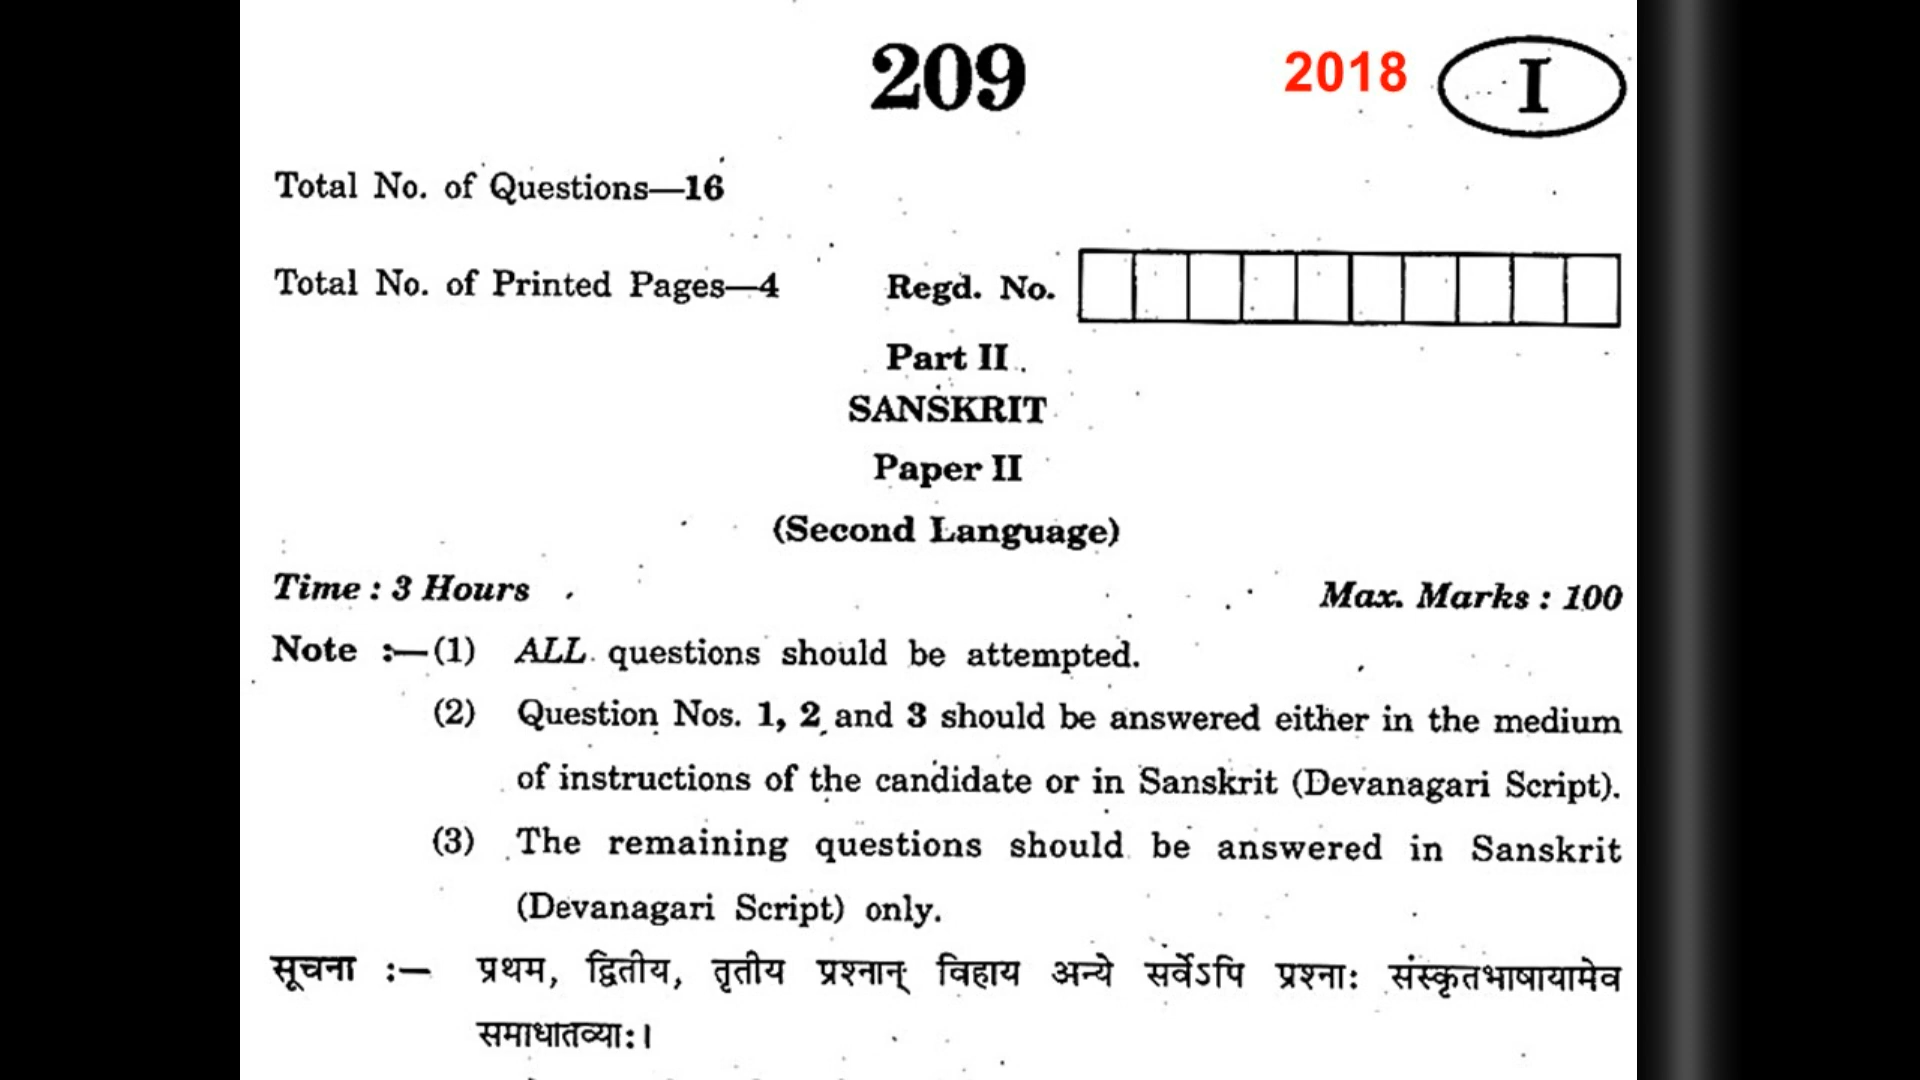 209 2018 I
Total No. of Questions—16
Total No. of Printed Pages—4 Regd. No.
Part II
SANSKRIT
Paper II
(Second Language)
Time : 3 Hours Max. Marks : 100
Note :—(1) ALL questions should be attempted.
(2) Question Nos. 1, 2 and 3 should be answered either in the medium
of instructions of the candidate or in Sanskrit (Devanagari Script).
(3) The remaining questions should be answered in Sanskrit
(Devanagari Script) only.
सूचना :— प्रथम, द्वितीय, तृतीय प्रश्नान् विहाय अन्ये सर्वेऽपि प्रश्नाः संस्कृतभाषायामेव
समाधातव्याः।